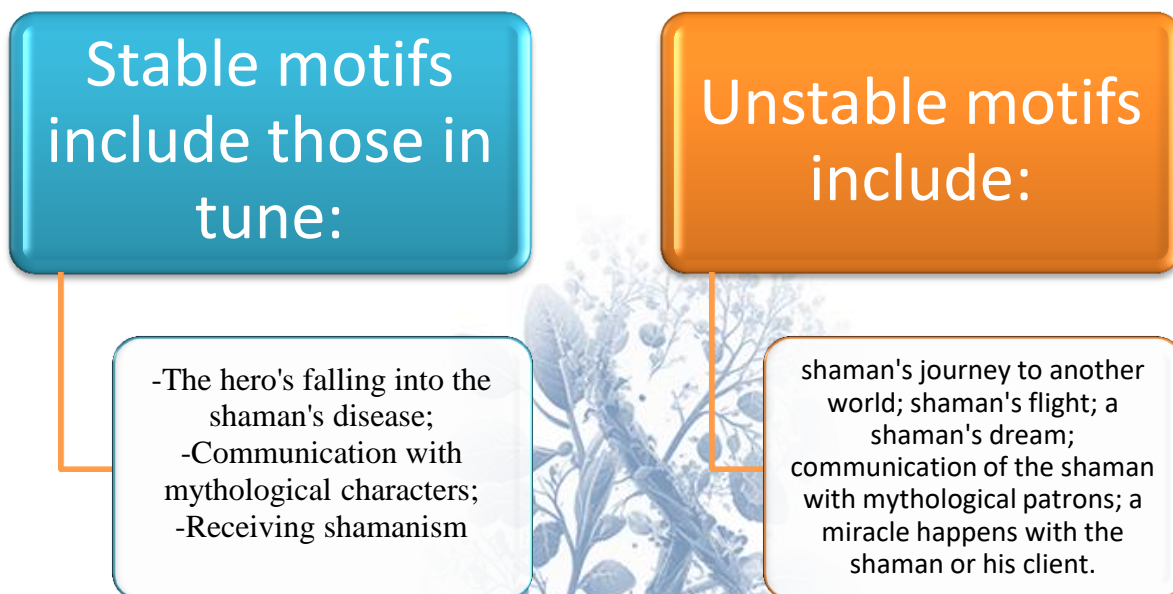 Stable motifs
include those in
tune:
-The hero's falling into the
shaman's disease;
-Communication with
mythological characters;
-Receiving shamanism
Unstable motifs
include:
shaman's journey to another
world; shaman's flight; a
shaman's dream;
communication of the shaman
with mythological patrons; a
miracle happens with the
shaman or his client.